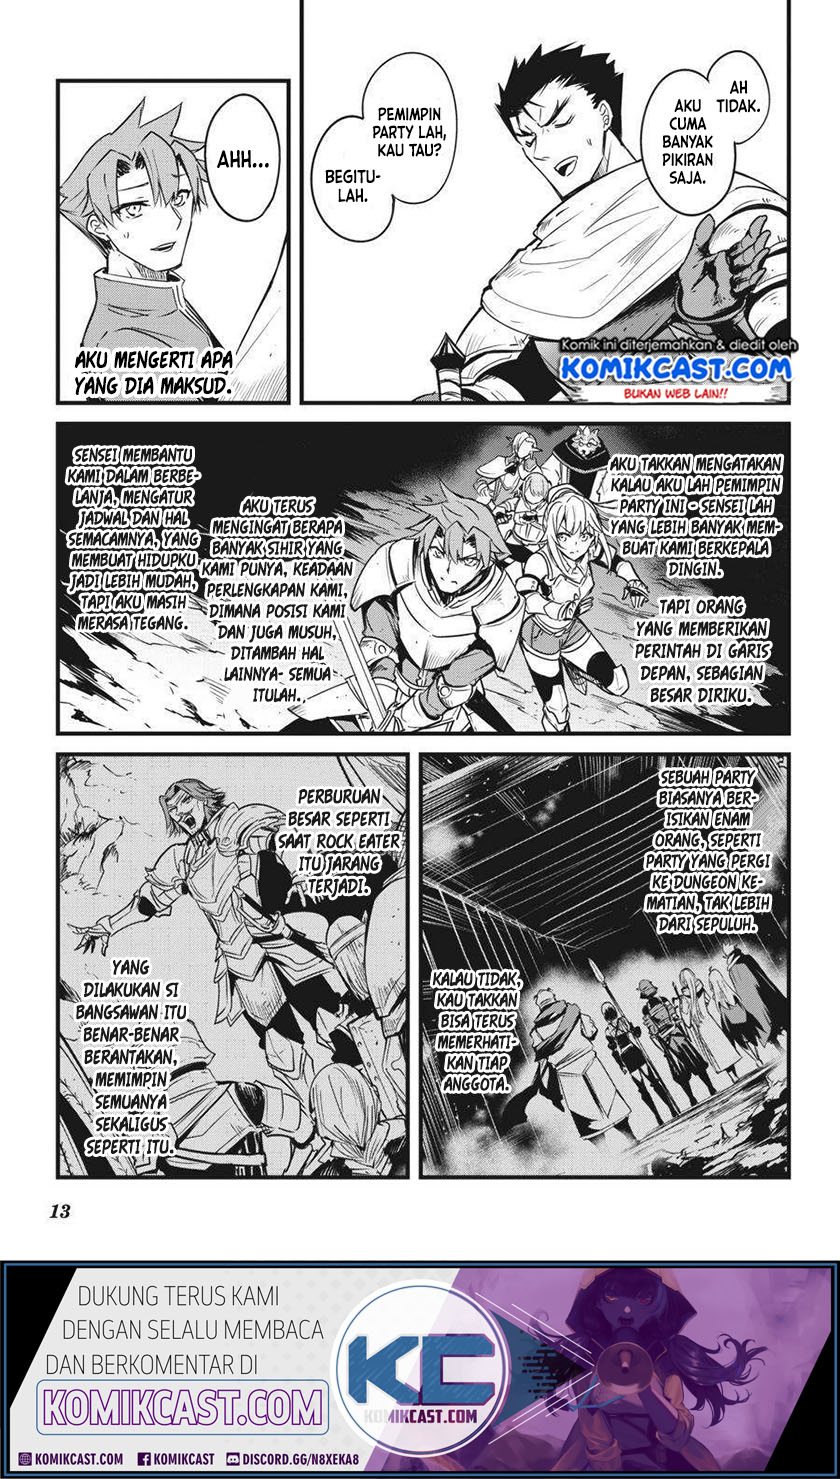 AH
TIDAK.
AKU
CUMA
BANYAK
PIKIRAN
SAJA.
PEMIMPIN
PARTY LAH,
KAU TAU?
BEGITU-
LAH.
AHH...
AKU MENGERTI APA
YANG DIA MAKSUD.
Komik ini diterjemahkan & diedit oleh
KOMIKCAST.COM
BUKAN WEB LAIN!!
AKU TAKKAN MENGATAKAN
KALAU AKU LAH PEMIMPIN
PARTY INI - SENSEI LAH
YANG LEBIH BANYAK MEM-
BUAT KAMI BERKEPALA
DINGIN.
TAPI ORANG
YANG MEMBERIKAN
PERINTAH DI GARIS
DEPAN, SEBAGIAN
BESAR DIRIKU.
AKU TERUS
MENGINGAT BERAPA
BANYAK SIHIR YANG
KAMI PUNYA, KEADAAN
PERLENGKAPAN KAMI,
DIMANA POSISI KAMI
DAN JUGA MUSUH,
DITAMBAH HAL
LAINNYA- SEMUA
ITULAH.
SENSEI MEMBANTU
KAMI DALAM BERBE-
LANJA, MENGATUR
JADWAL DAN HAL
SEMACAMNYA, YANG
MEMBUAT HIDUPKU
JADI LEBIH MUDAH,
TAPI AKU MASIH
MERASA TEGANG.
SEBUAH PARTY
BIASANYA BER-
ISIKAN ENAM
ORANG, SEPERTI
PARTY YANG PERGI
KE DUNGEON KE-
MATIAN, TAK LEBIH
DARI SEPULUH.
KALAU TIDAK,
KAU TAKKAN
BISA TERUS
MEMERHATI-
KAN TIAP
ANGGOTA.
PERBURUAN
BESAR SEPERTI
SAAT ROCK EATER
ITU JARANG
TERJADI.
YANG
DILAKUKAN SI
BANGSAWAN ITU
BENAR-BENAR
BERANTAKAN,
MEMIMPIN
SEMUANYA
SEKALIGUS
SEPERTI ITU.
13
DUKUNG TERUS KAMI
DENGAN SELALU MEMBACA
DAN BERKOMENTAR DI
KOMIKCAST.COM
KOMIKCAST.COM KOMIKCAST DISCORD.GG/N8XEKA8
KC
KOMIKCAST.COM